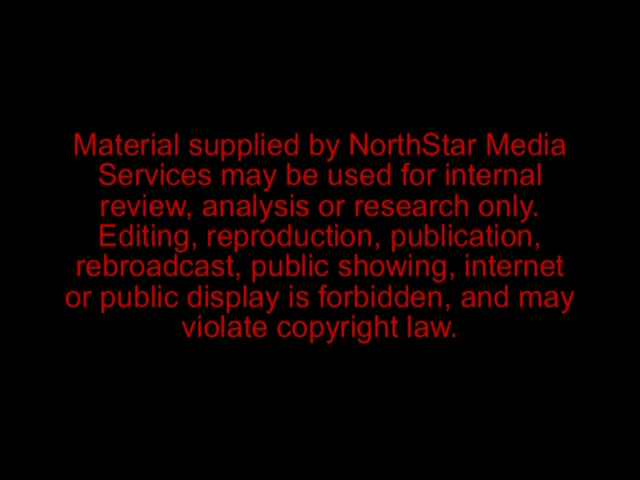 Material supplied by NorthStar Media
Services may be used for internal
review, analysis or research only.
Editing, reproduction, publication,
rebroadcast, public showing, internet
or public display is forbidden, and may
violate copyright law.